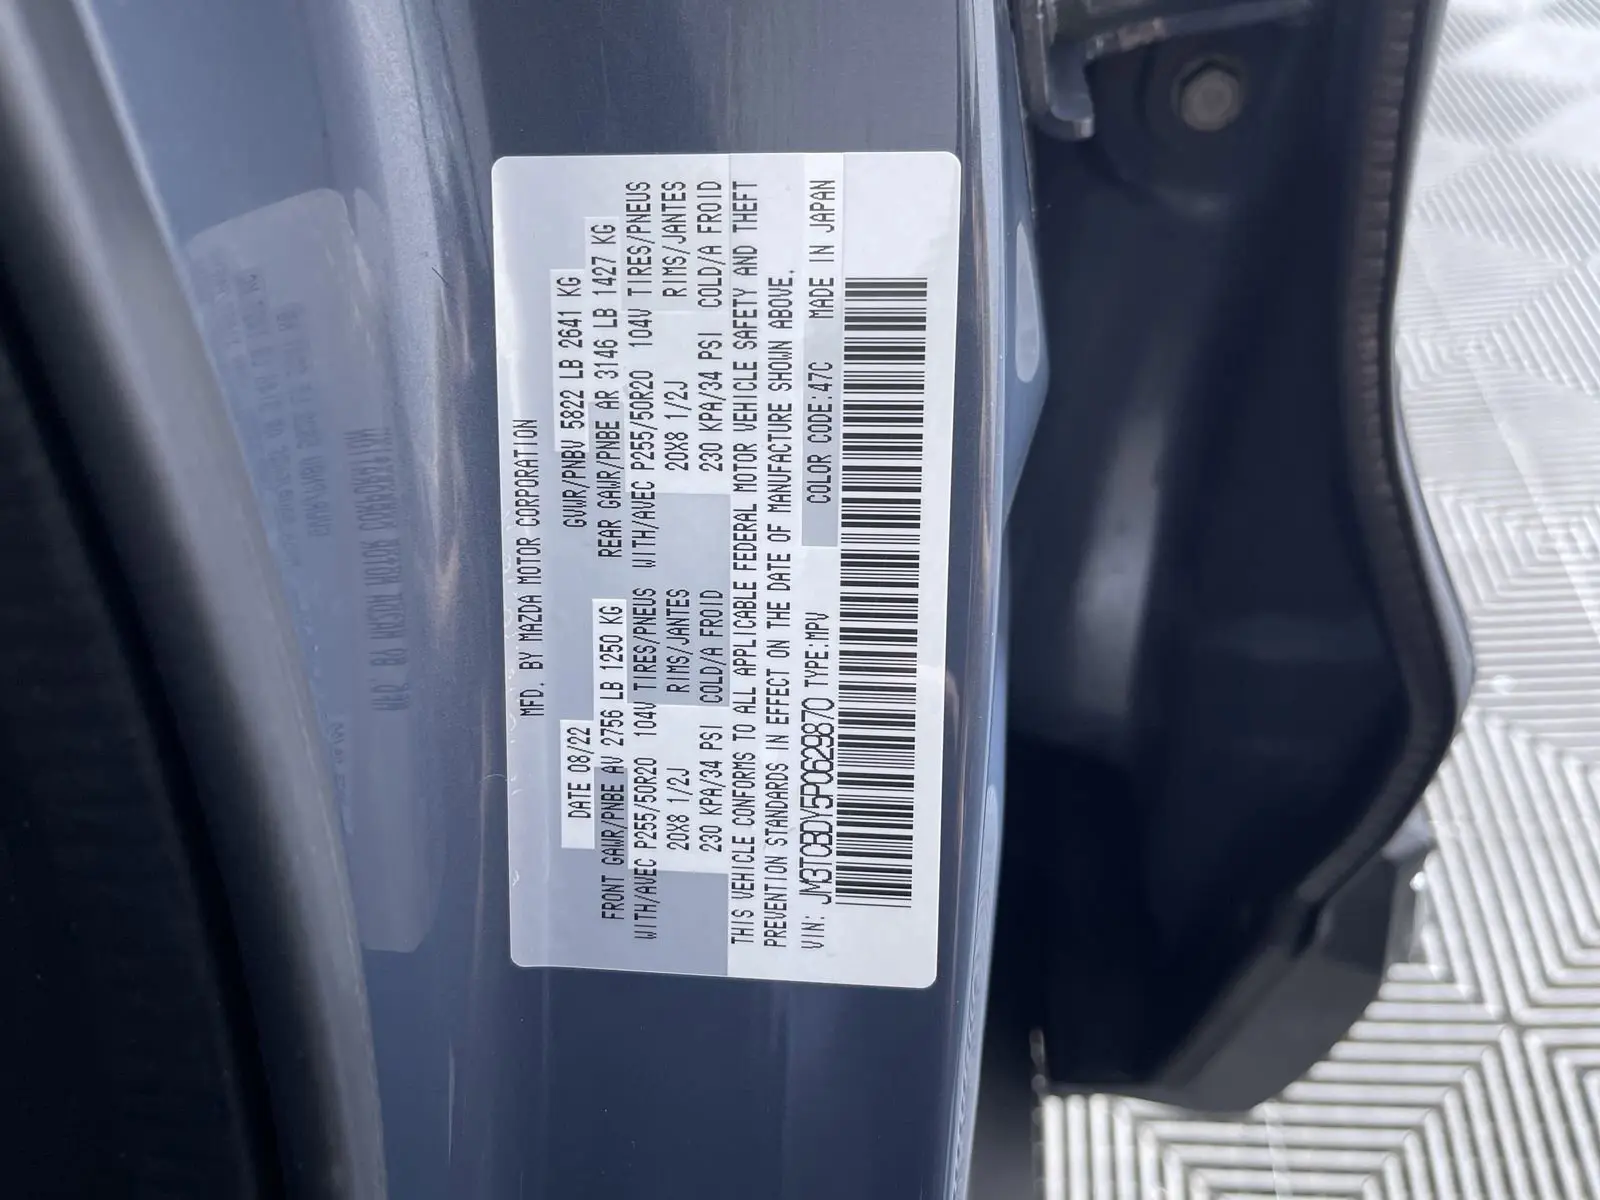 MFD. BY MAZDA MOTOR CORPORATION
DATE 08/22 GVWR/PNBV 5822 LB 2641 KG
FRONT GAWR/PNBE AV 2756 LB 1250 KG REAR GAWR/PNBE AR 3146 LB 1427 KG
WITH/AVEC P255/50R20 104V TIRES/PNEUS WITH/AVEC P255/50R20 104V TIRES/PNEUS
20X8 1/2J RIMS/JANTES 20X8 1/2J RIMS/JANTES
230 KPA/34 PSI COLD/A FROID 230 KPA/34 PSI COLD/A FROID
THIS VEHICLE CONFORMS TO ALL APPLICABLE FEDERAL MOTOR VEHICLE SAFETY AND THEFT
PREVENTION STANDARDS IN EFFECT ON THE DATE OF MANUFACTURE SHOWN ABOVE.
VIN: JM3TCBDY5P0629870 TYPE:MPV COLOR CODE:47C MADE IN JAPAN